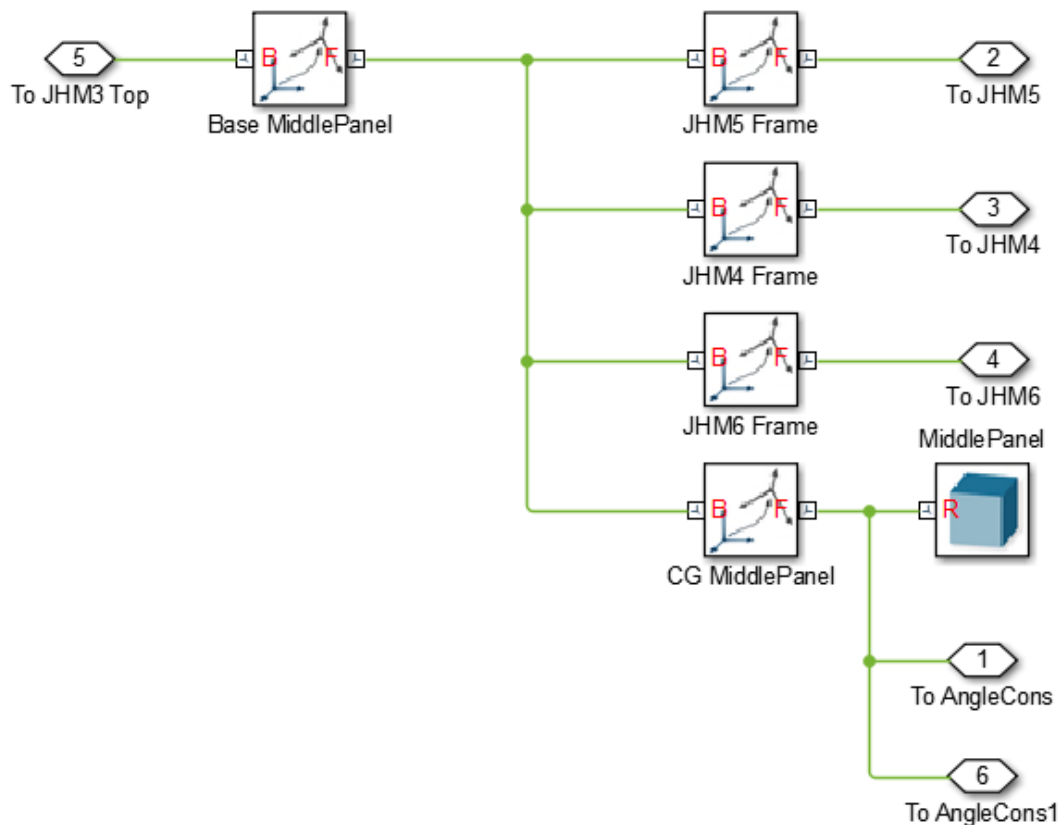 5
To JHM3 Top
B
F
Base MiddlePanel
B
F
JHM5 Frame
2
To JHM5
B
F
JHM4 Frame
3
To JHM4
B
F
JHM6 Frame
4
To JHM6
B
F
CG MiddlePanel
MiddlePanel
R
1
To AngleCons
6
To AngleCons1